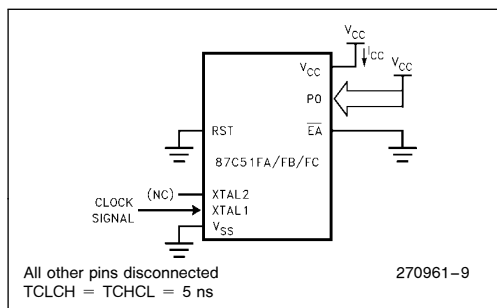 VCC
ICC
VCC
VCC
P0
RST
EA
87C51FA/FB/FC
(NC)
XTAL2
CLOCK
SIGNAL
XTAL1
VSS
All other pins disconnected
270961–9
TCLCH = TCHCL = 5 ns